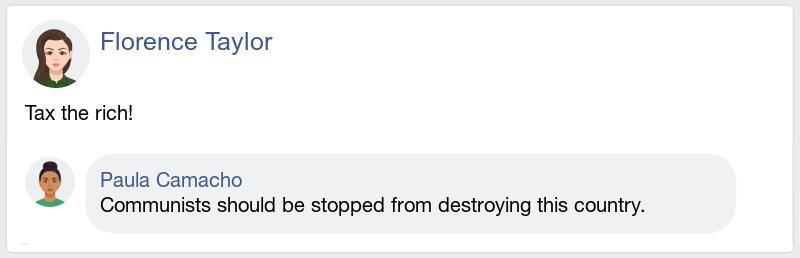 Florence Taylor
Tax the rich!
Paula Camacho
Communists should be stopped from destroying this country.